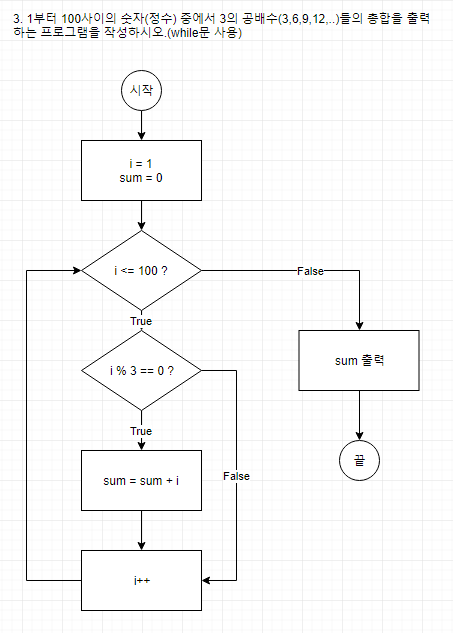 3. 1부터 100사이의 숫자(정수) 중에서 3의 공배수(3,6,9,12,..)들의 총합을 출력
하는 프로그램을 작성하시오.(while문 사용)
시작
i = 1
sum = 0
i <= 100 ?
False
True
i % 3 == 0 ?
sum 출력
True
끝
sum = sum + i
False
i++